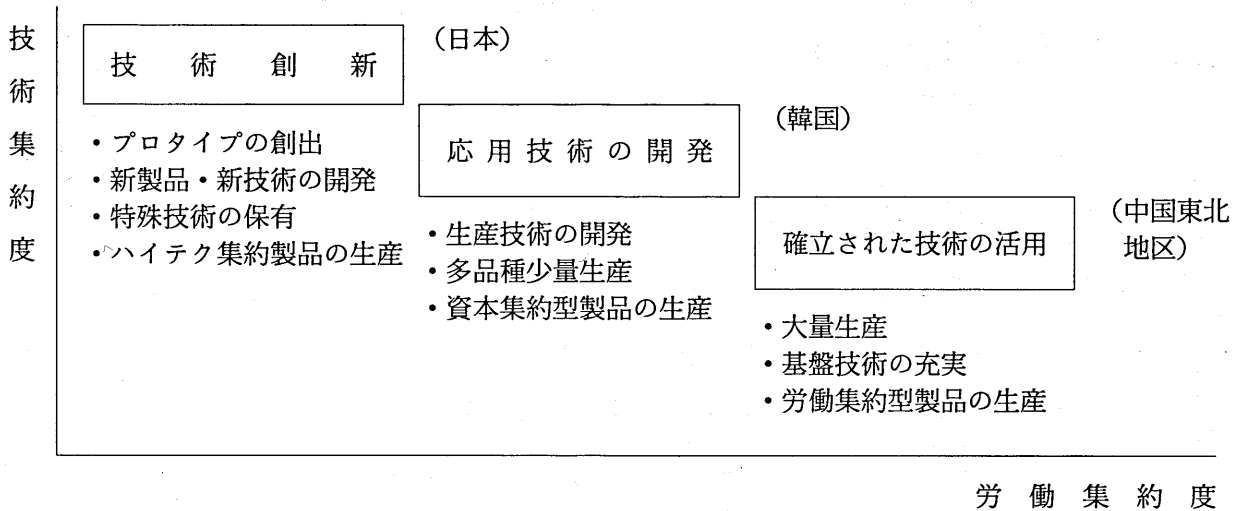 技術集約度
技術創新
(日本)
・プロタイプの創出
・新製品・新技術の開発
・特殊技術の保有
・ハイテク集約製品の生産
応用技術の開発
(韓国)
・生産技術の開発
・多品種少量生産
・資本集約型製品の生産
確立された技術の活用
(中国東北
地区)
・大量生産
・基盤技術の充実
・労働集約型製品の生産
労働集約度